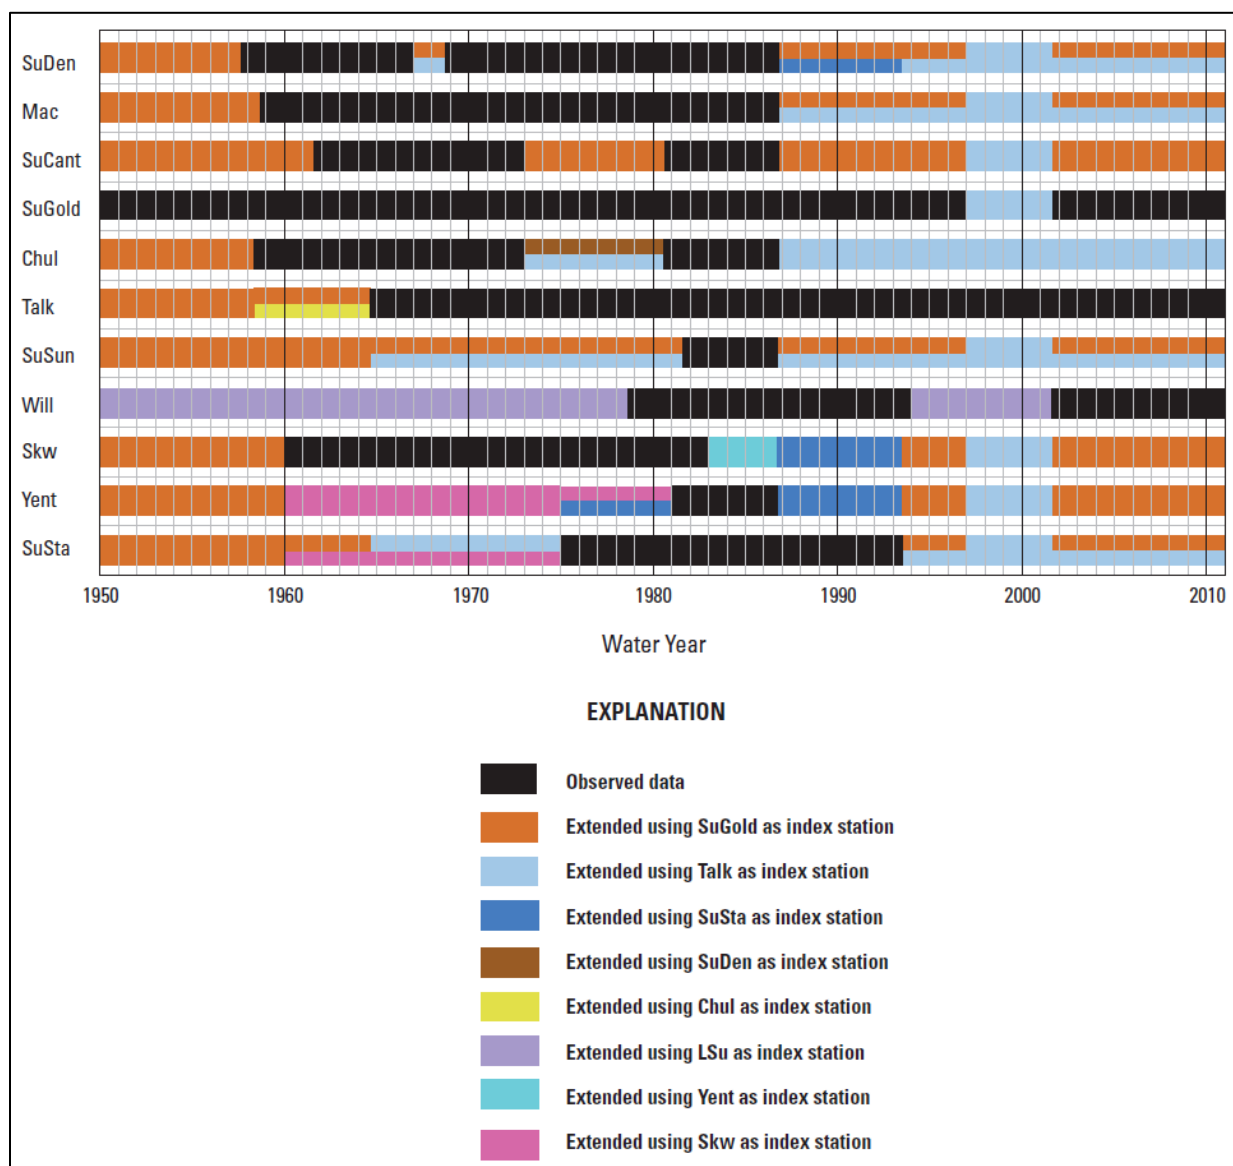 SuDen
Mac
SuCant
SuGold
Chul
Talk
SuSun
Will
Skw
Yent
SuSta
1950 1960 1970 1980 1990 2000 2010
Water Year
EXPLANATION
Observed data
Extended using SuGold as index station
Extended using Talk as index station
Extended using SuSta as index station
Extended using SuDen as index station
Extended using Chul as index station
Extended using LSu as index station
Extended using Yent as index station
Extended using Skw as index station